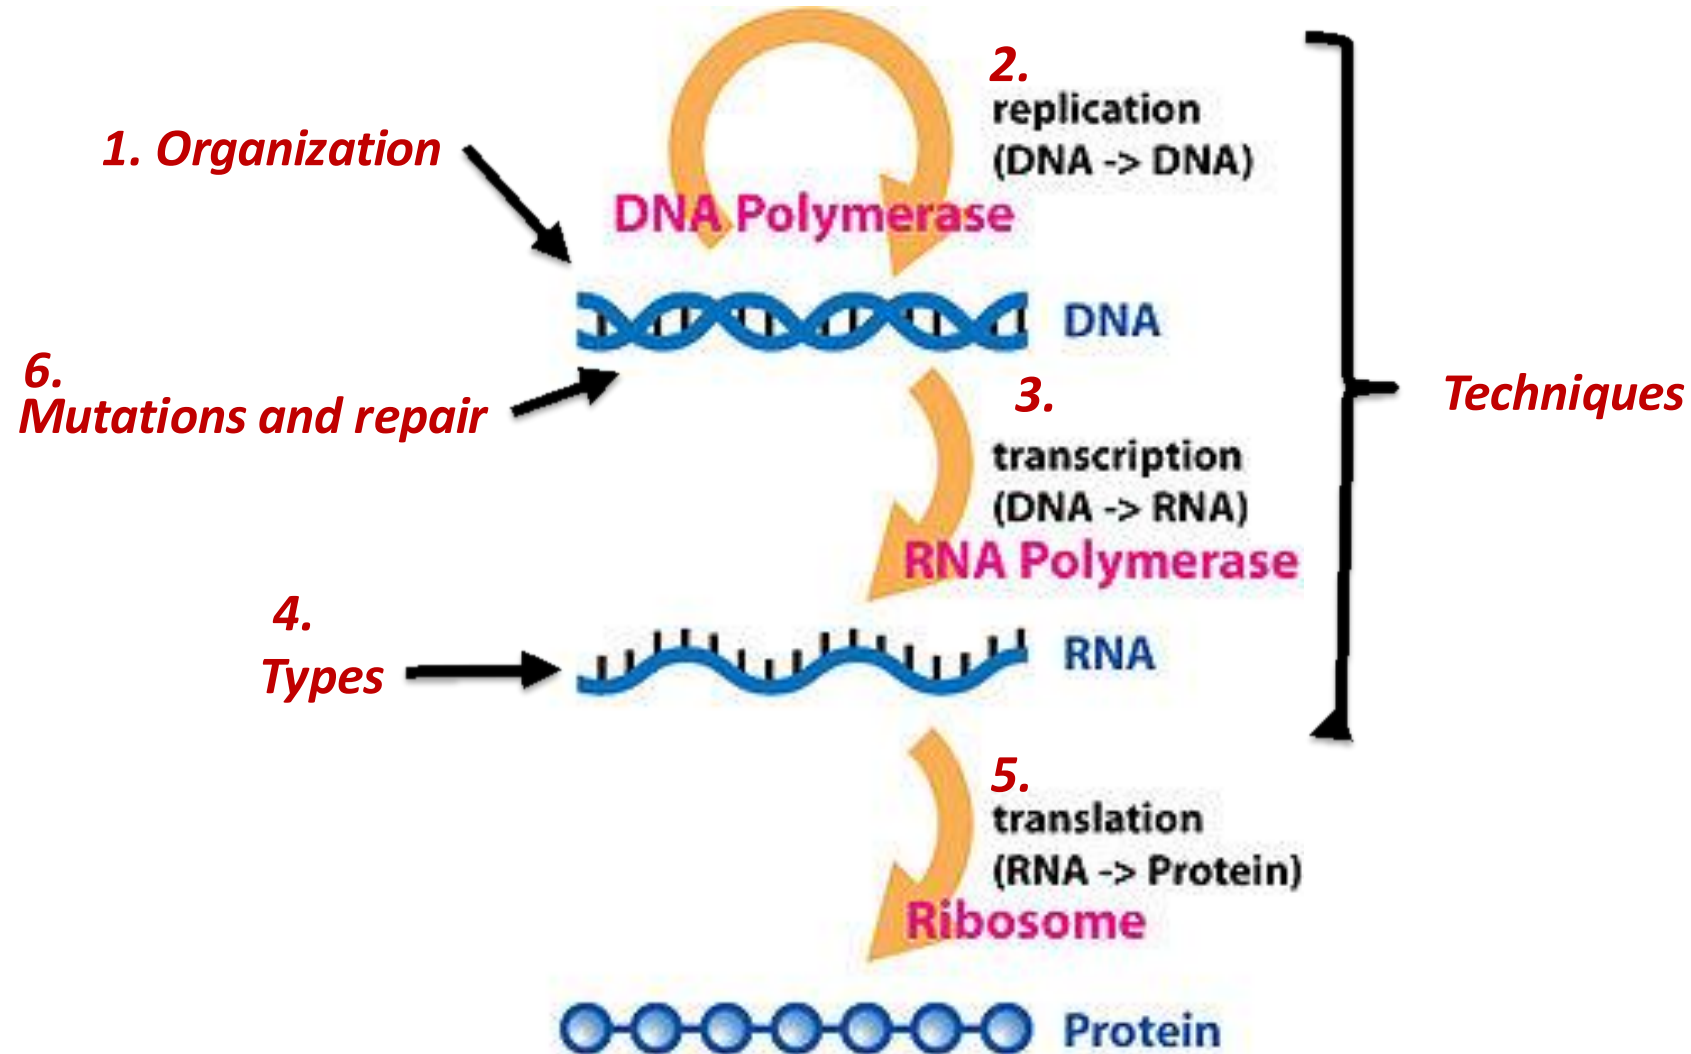 2.
replication
(DNA -> DNA)
1. Organization
DNA Polymerase
DNA
6.
Mutations and repair
3.
Techniques
transcription
(DNA -> RNA)
RNA Polymerase
4.
Types
RNA
5.
translation
(RNA -> Protein)
Ribosome
Protein